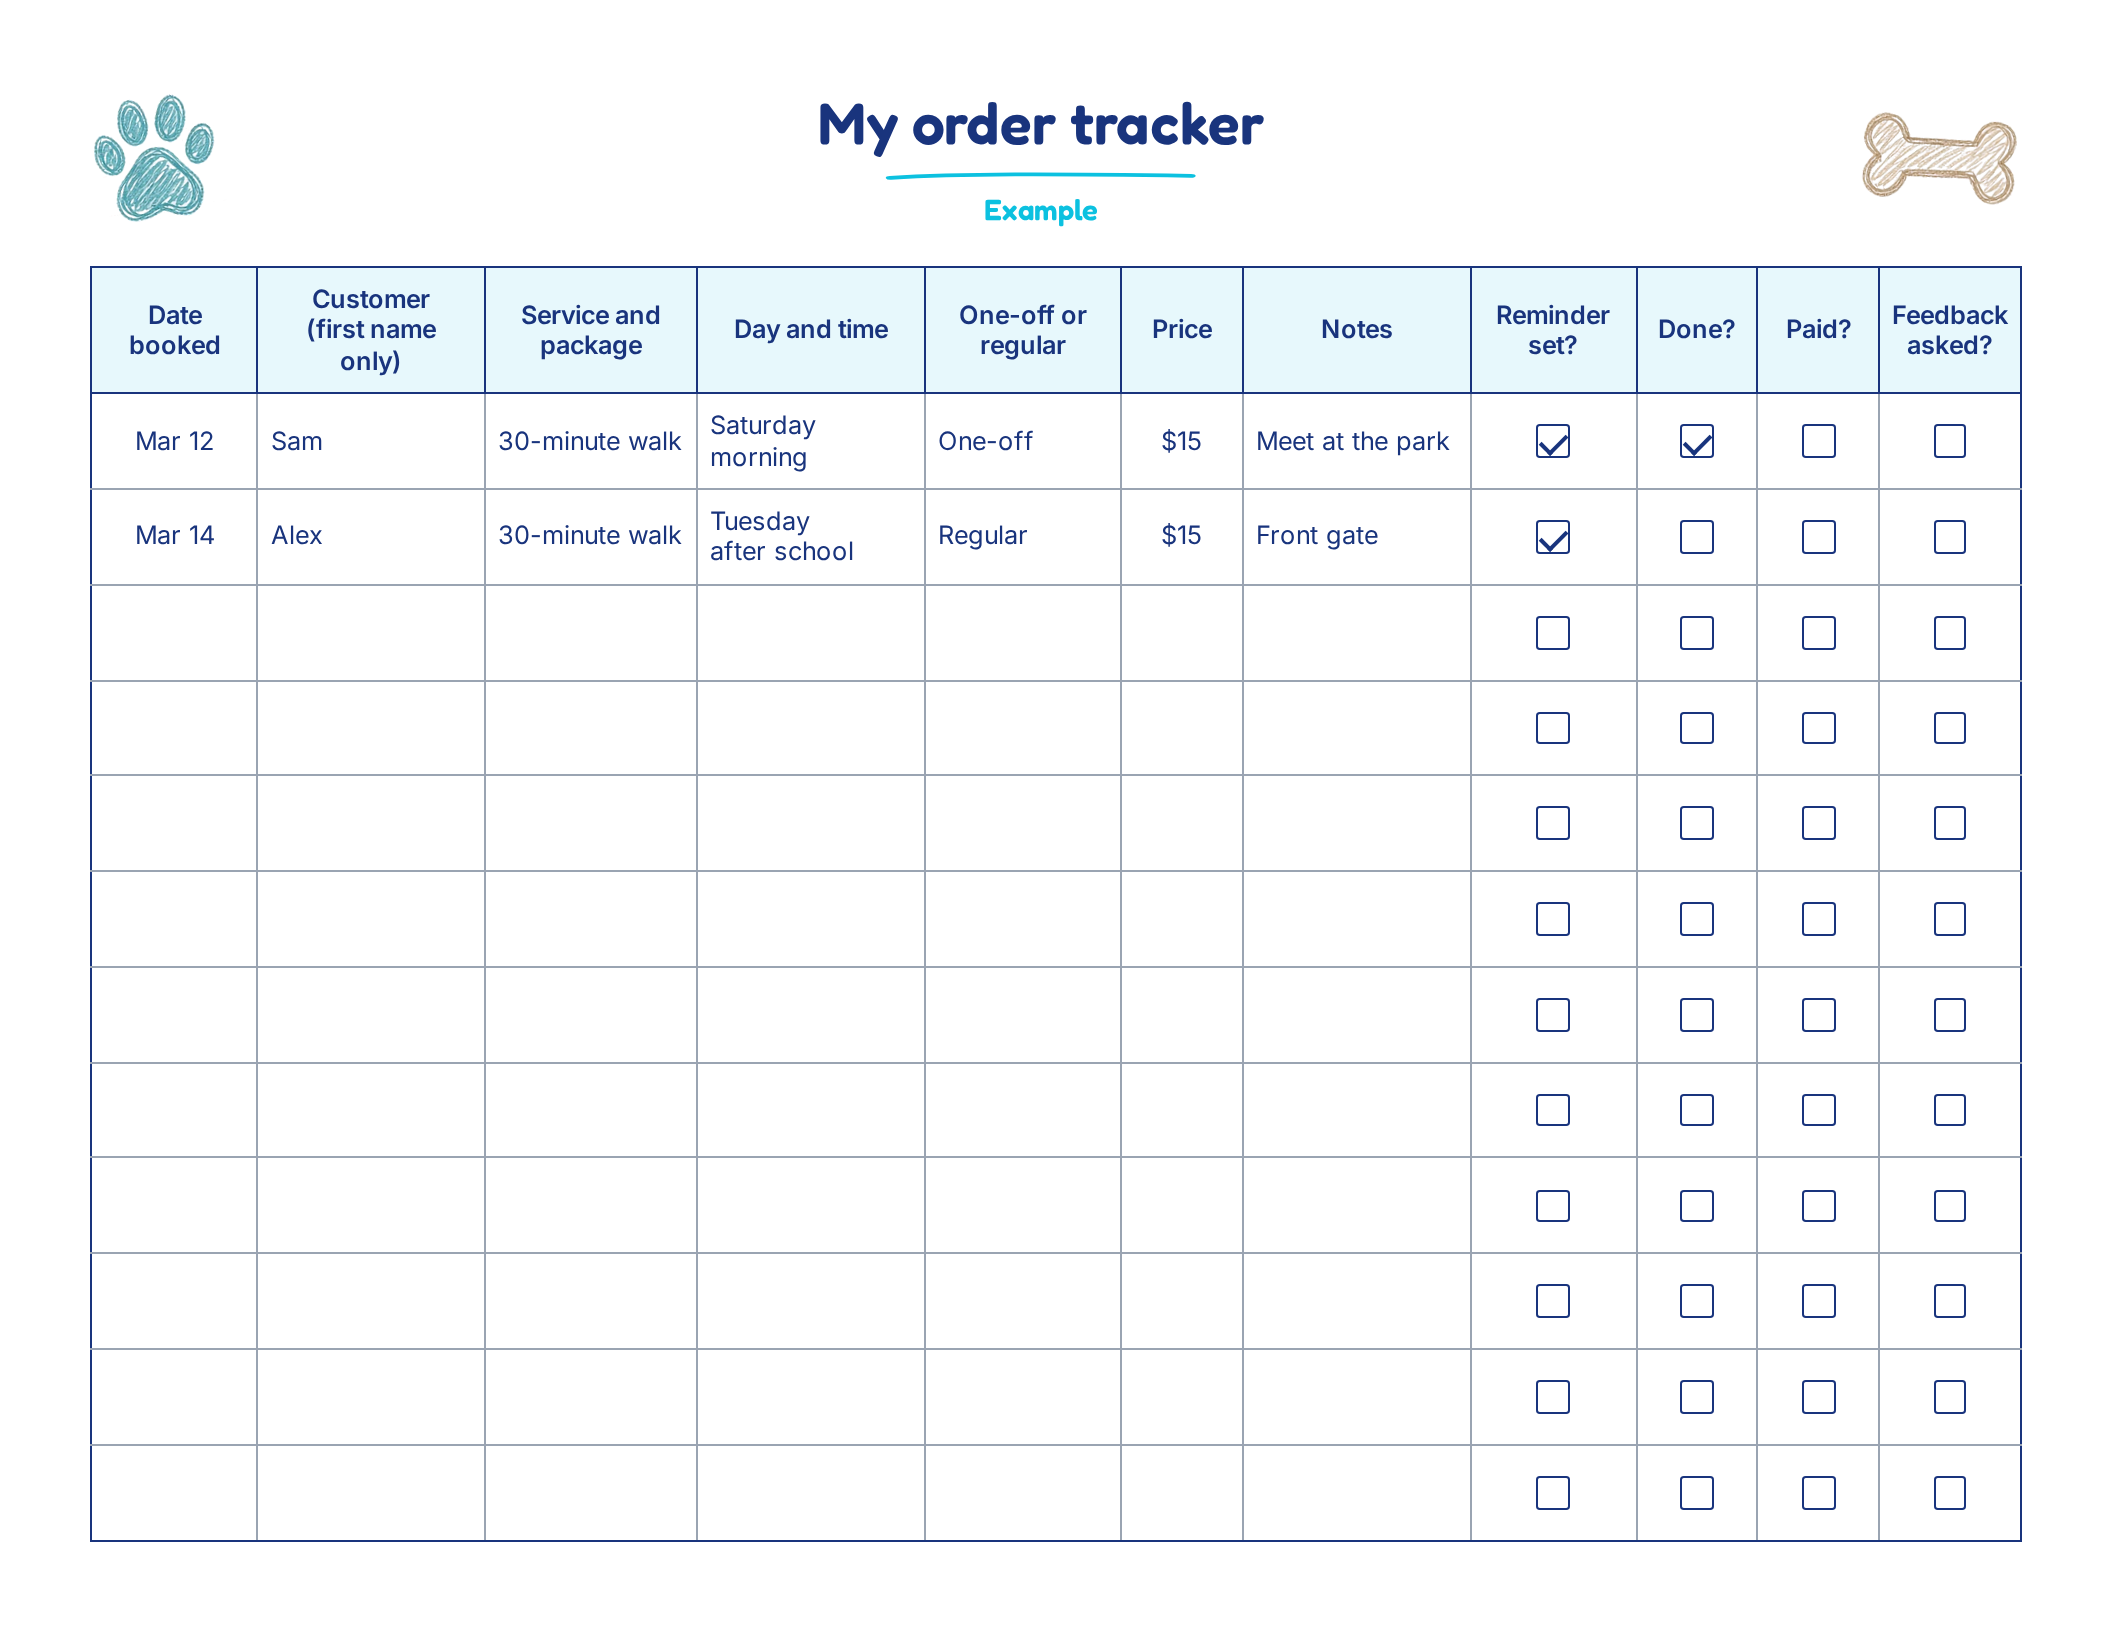 My order tracker
Example
Date
booked
Customer
(first name
only)
Service and
package
Day and time
One-off or
regular
Price
Notes
Reminder
set?
Done?
Paid?
Feedback
asked?
Mar 12
Sam
30-minute walk
Saturday
morning
One-off
$15
Meet at the park
Mar 14
Alex
30-minute walk
Tuesday
after school
Regular
$15
Front gate